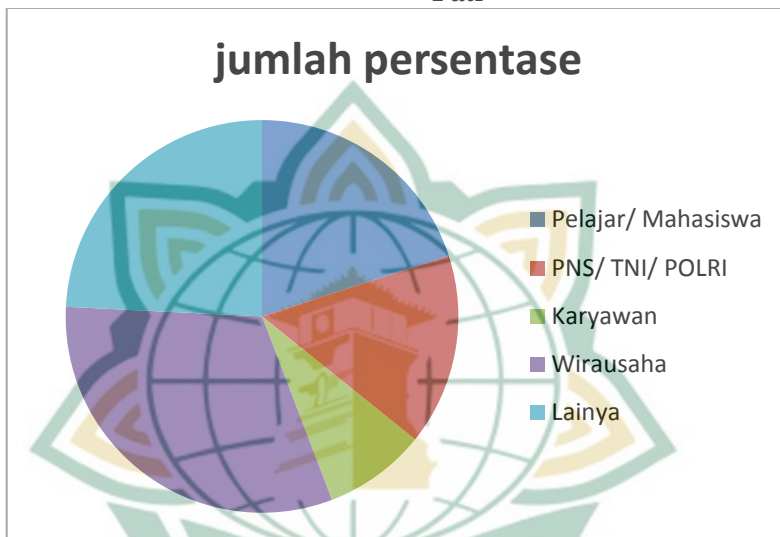 jumlah persentase
Pelajar/ Mahasiswa
PNS/ TNI/ POLRI
Karyawan
Wirausaha
Lainya